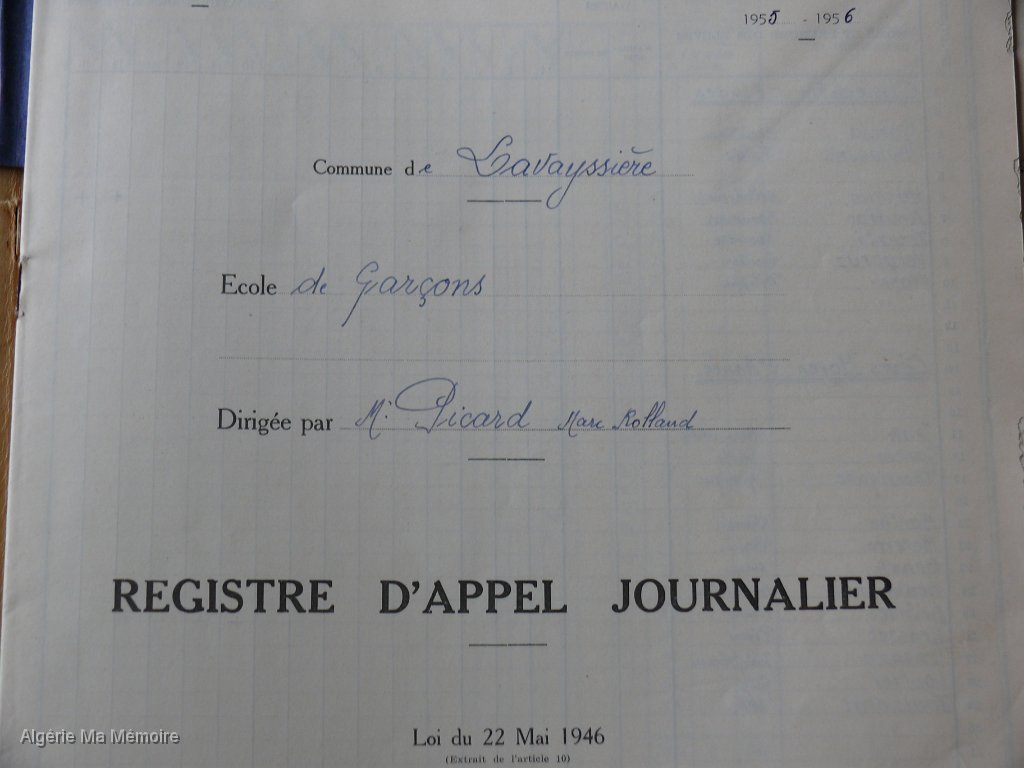 1955 - 1956
Commune de Lavayssière
Ecole de Garçons
Dirigée par M. Picard Marc Rolland
REGISTRE D'APPEL JOURNALIER
Loi du 22 Mai 1946
(Extrait de l'article 10)
Algérie Ma Mémoire